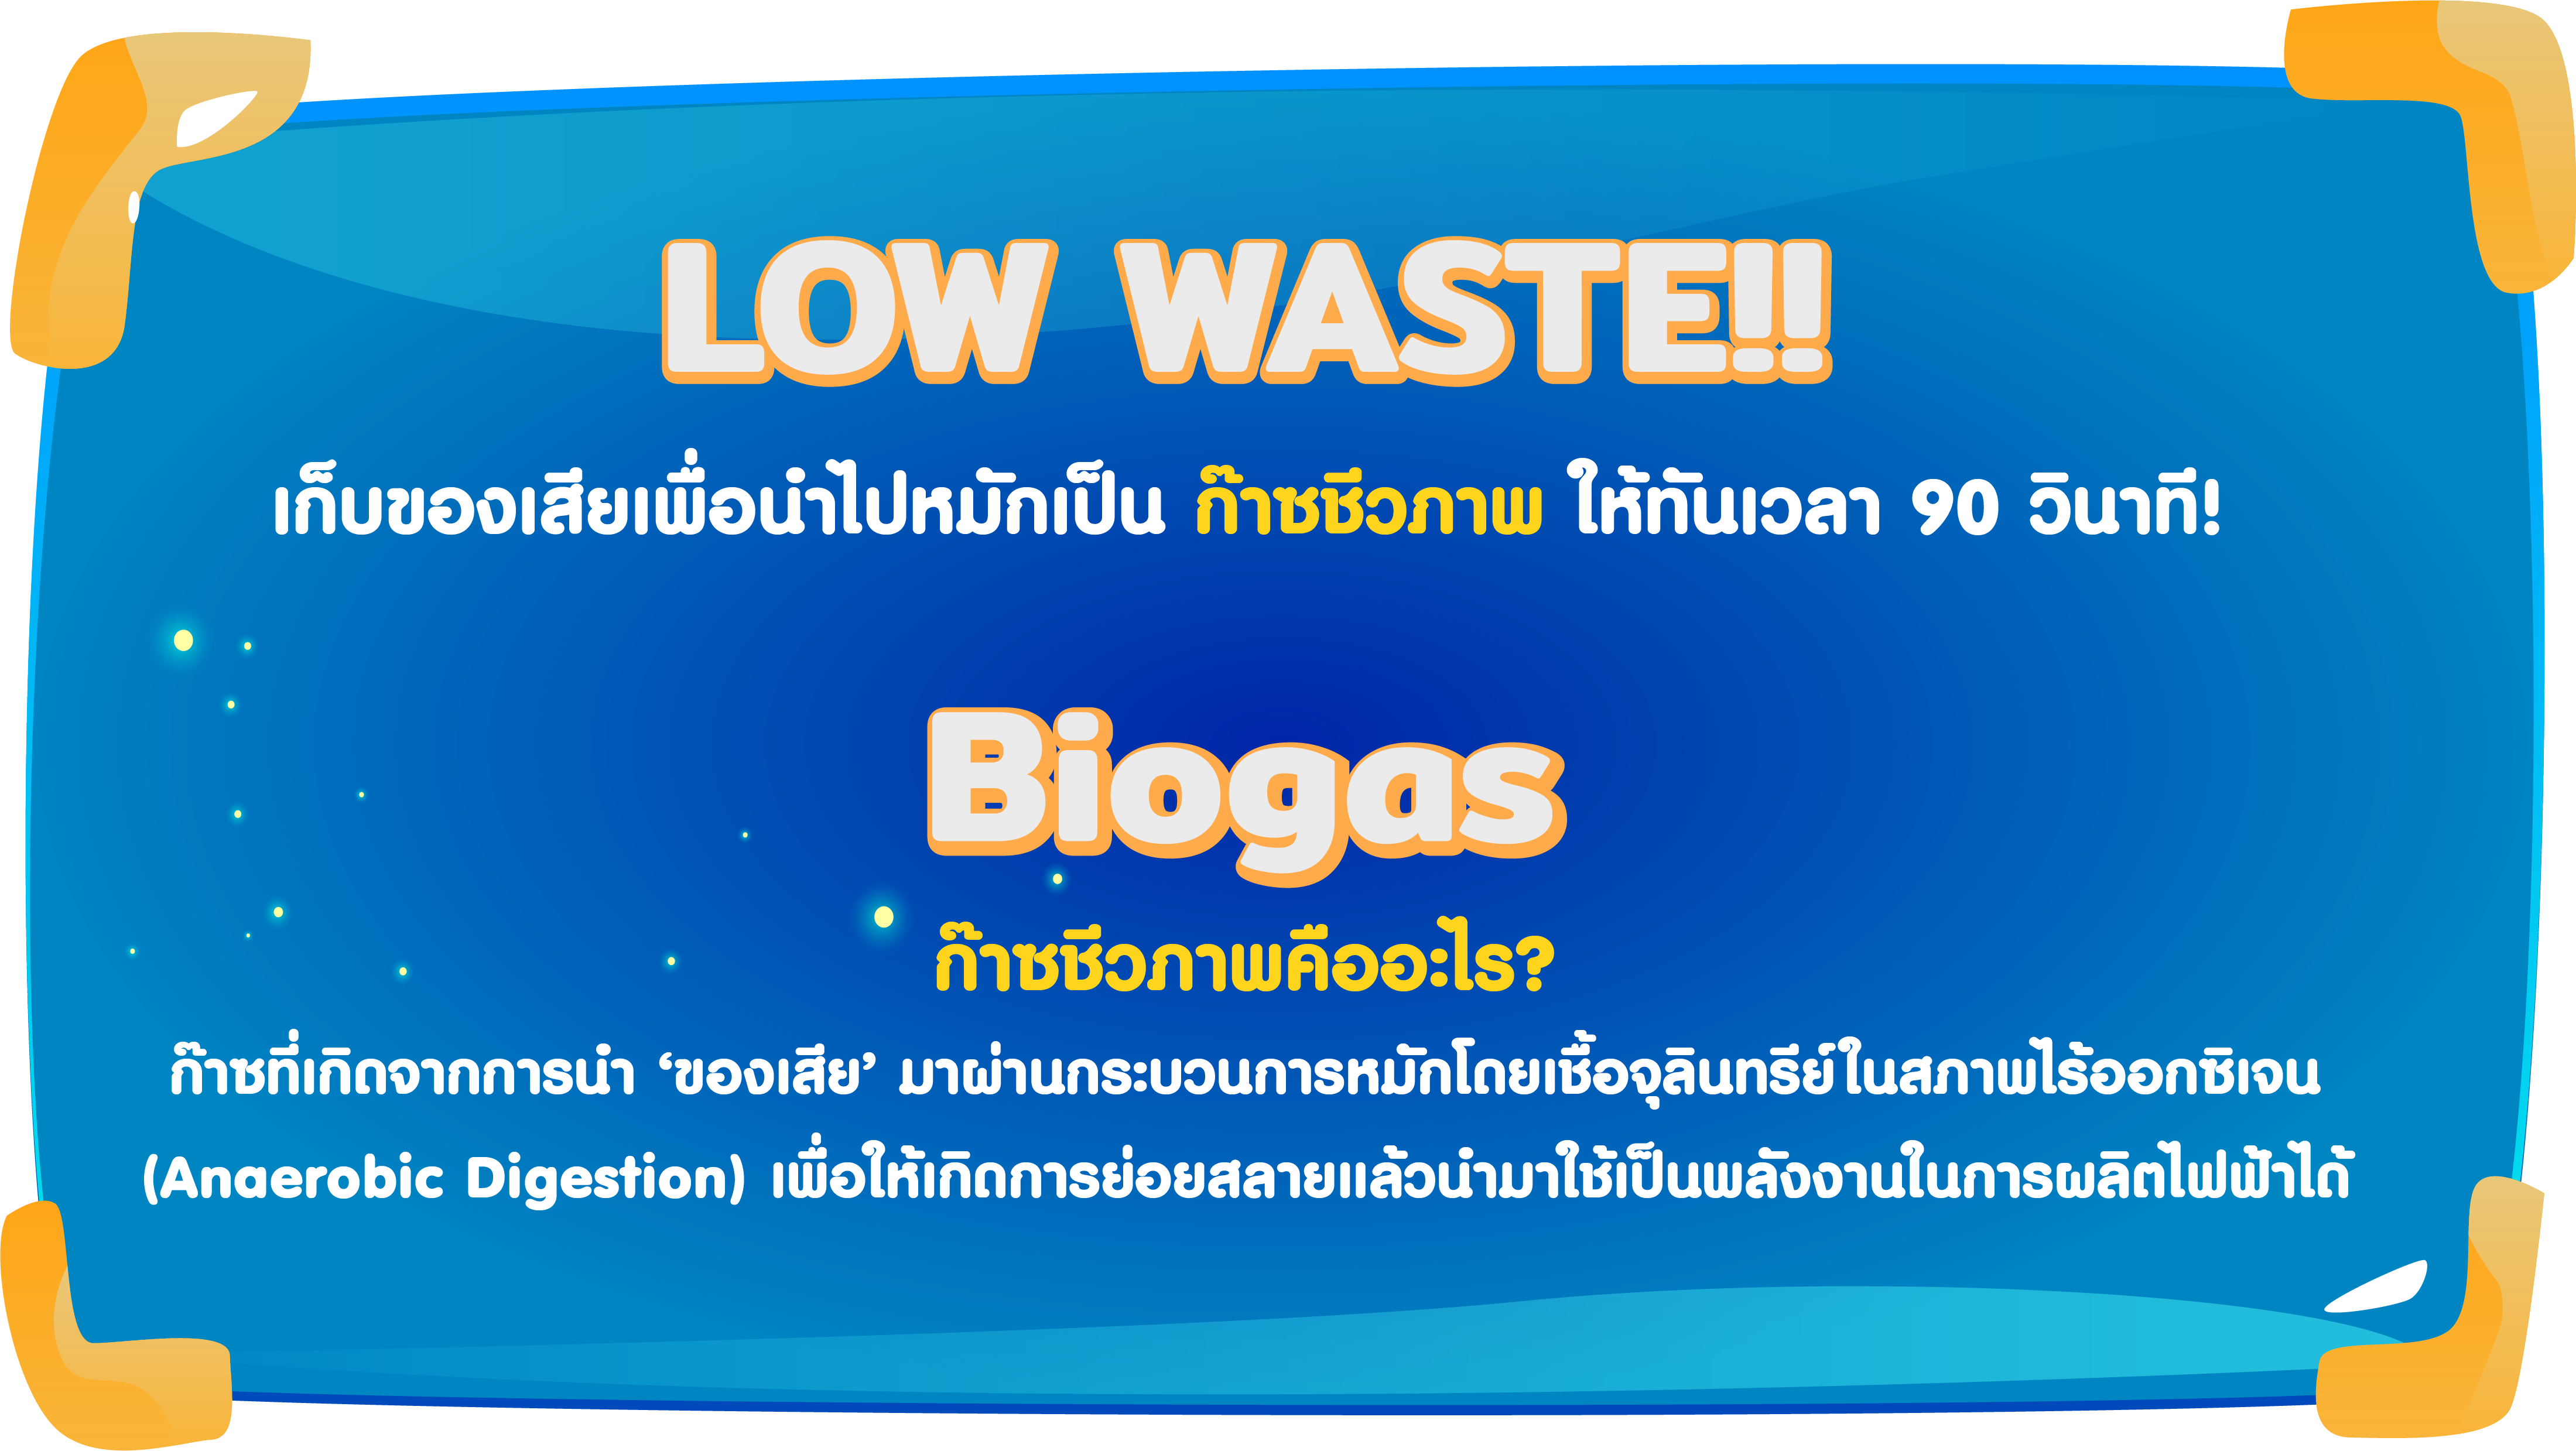 LOW WASTE!!
เก็บของเสียเพื่อนำไปหมักเป็น ก๊าซชีวภาพ ให้ทันเวลา 90 วินาที!
Biogas
ก๊าซชีวภาพคืออะไร?
ก๊าซที่เกิดจากการนำ ‘ของเสีย’ มาผ่านกระบวนการหมักโดยเชื้อจุลินทรีย์ในสภาพไร้ออกซิเจน
(Anaerobic Digestion) เพื่อให้เกิดการย่อยสลายแล้วนำมาใช้เป็นพลังงานในการผลิตไฟฟ้าได้